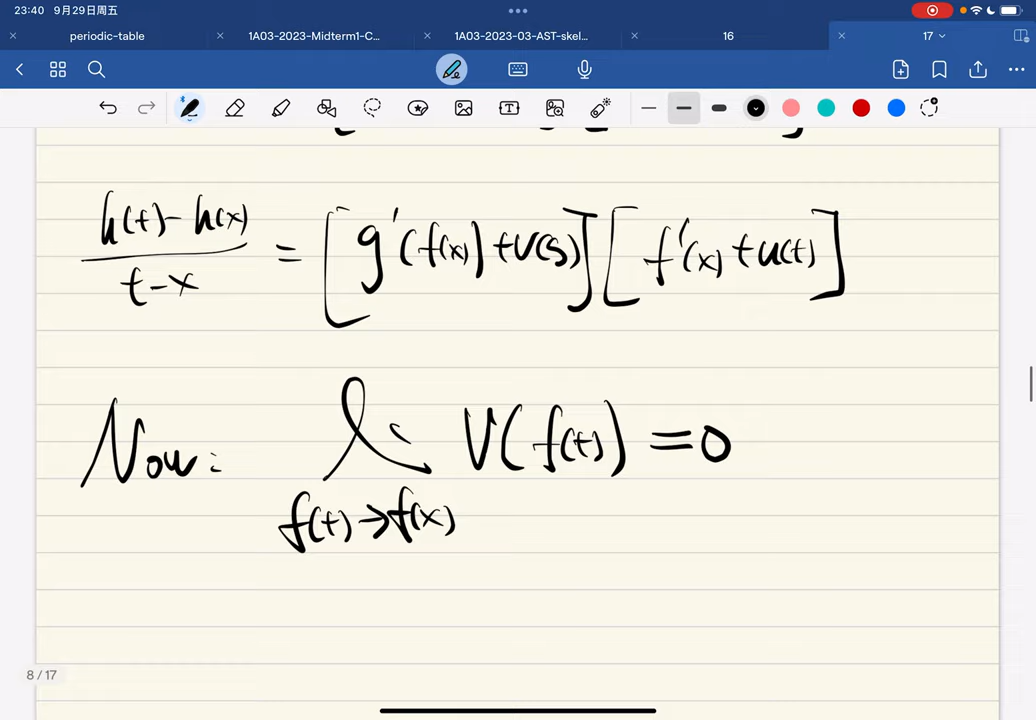 23:40 9月29日周五
periodic-table
1A03-2023-Midterm1-C...
1A03-2023-03-AST-skel...
16
17
h(t) - h(x) / t - x = [g'(f(x)) + v(s)] [f'(x) + u(t)]
Now: li V(f(t)) = 0
f(t) → f(x)
8 / 17